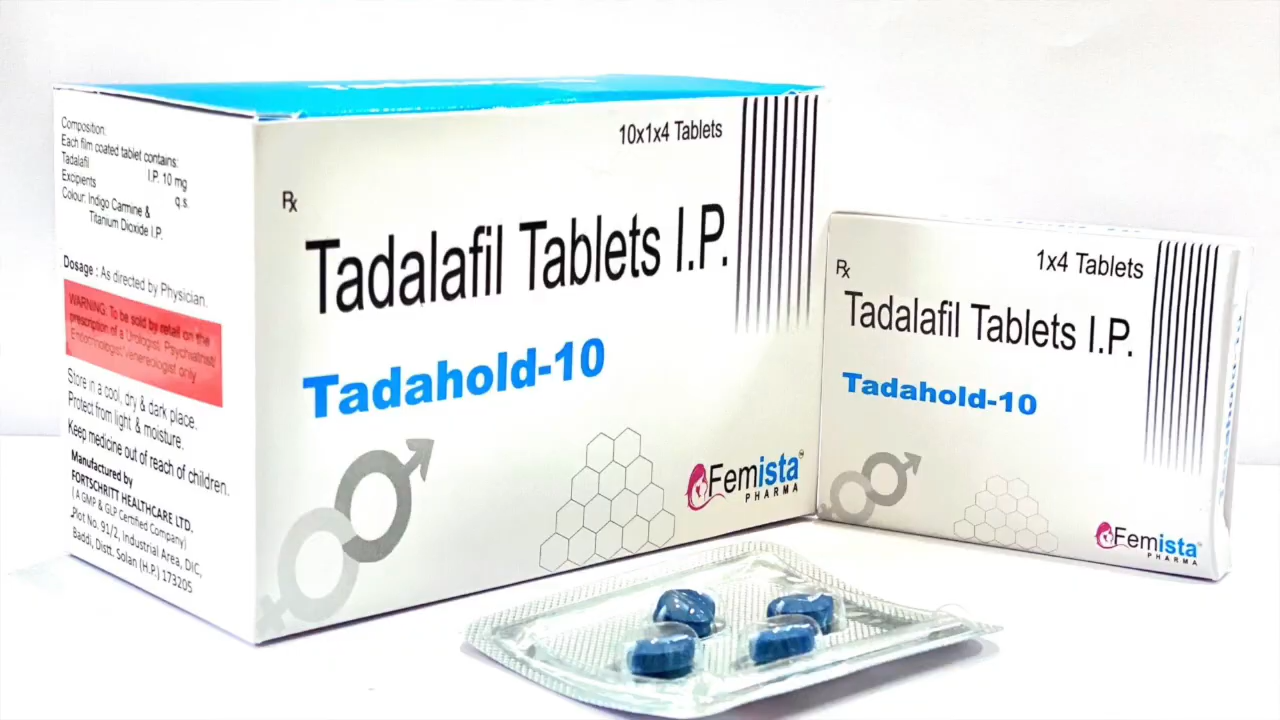 Composition:
Each film coated tablet contains:
Tadalafil I.P. 10 mg
Excipients q.s.
Colour: Indigo Carmine &
Titanium Dioxide I.P.
Dosage : As directed by Physician.
WARNING: To be sold by retail on the
prescription of a Urologist, Psychiatrist/
Endocrinologist/Venereologist only
Store in a cool, dry & dark place.
Protect from light & moisture.
Keep medicine out of reach of children.
Manufactured by
FORTSCHRITT HEALTHCARE LTD.
( A GMP & GLP Certified Company)
Plot No. 91/2, Industrial Area, DIC,
Baddi, Distt. Solan (H.P.) 173205
10x1x4 Tablets
Rx
Tadalafil Tablets I.P.
Tadahold-10
Femista™
PHARMA
1x4 Tablets
Rx
Tadalafil Tablets I.P.
Tadahold-10
Femista
PHARMA